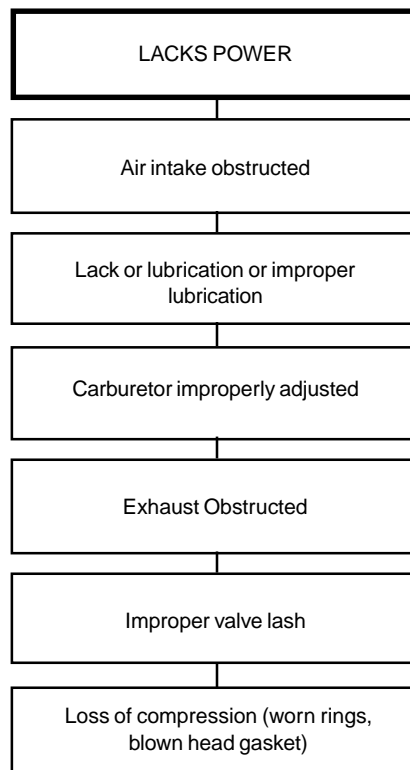 LACKS POWER
Air intake obstructed
Lack or lubrication or improper
lubrication
Carburetor improperly adjusted
Exhaust Obstructed
Improper valve lash
Loss of compression (worn rings,
blown head gasket)